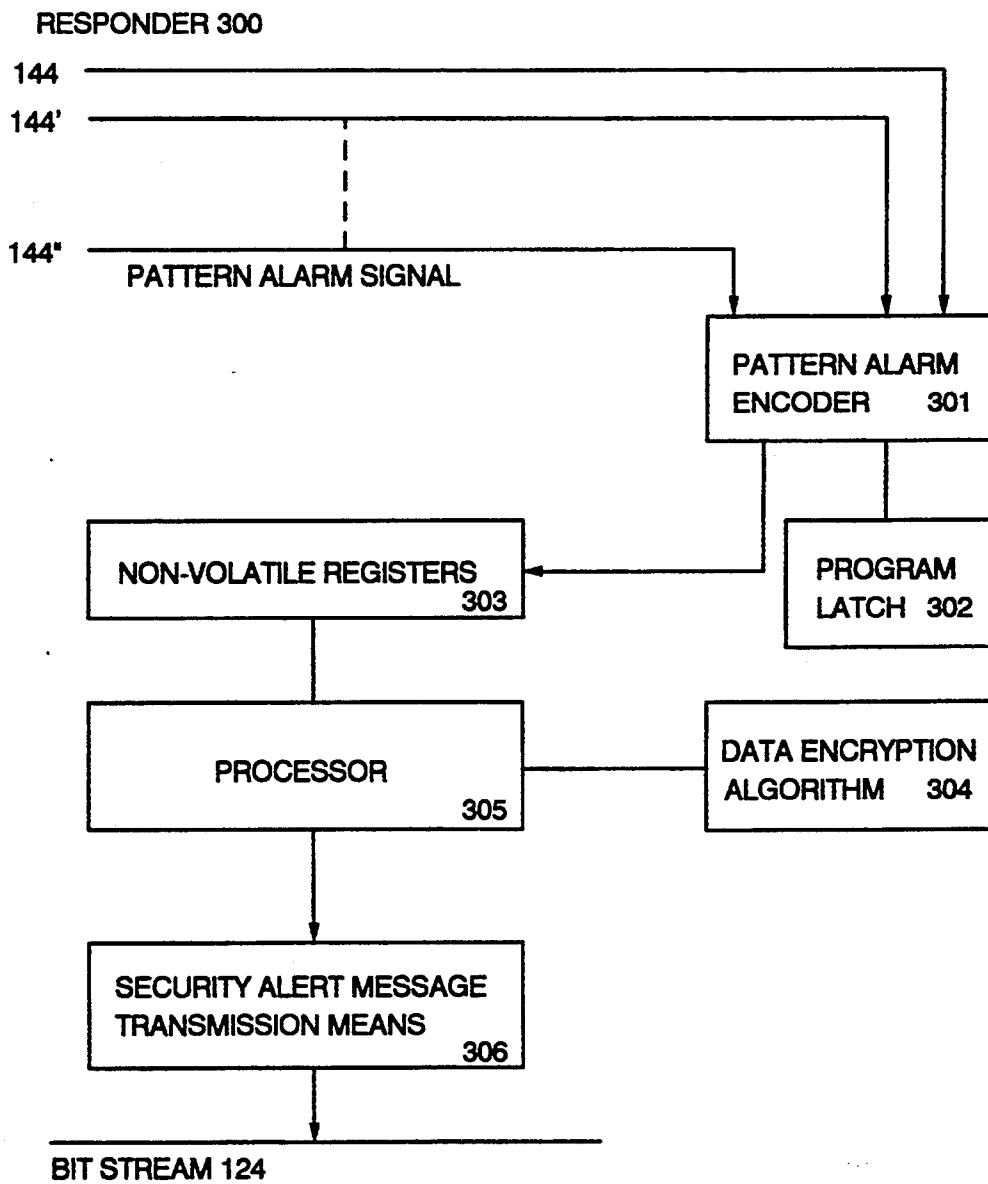 RESPONDER 300
144
144'
144"
PATTERN ALARM SIGNAL
PATTERN ALARM
ENCODER 301
NON-VOLATILE REGISTERS
303
PROGRAM
LATCH 302
PROCESSOR
305
DATA ENCRYPTION
ALGORITHM 304
SECURITY ALERT MESSAGE
TRANSMISSION MEANS
306
BIT STREAM 124